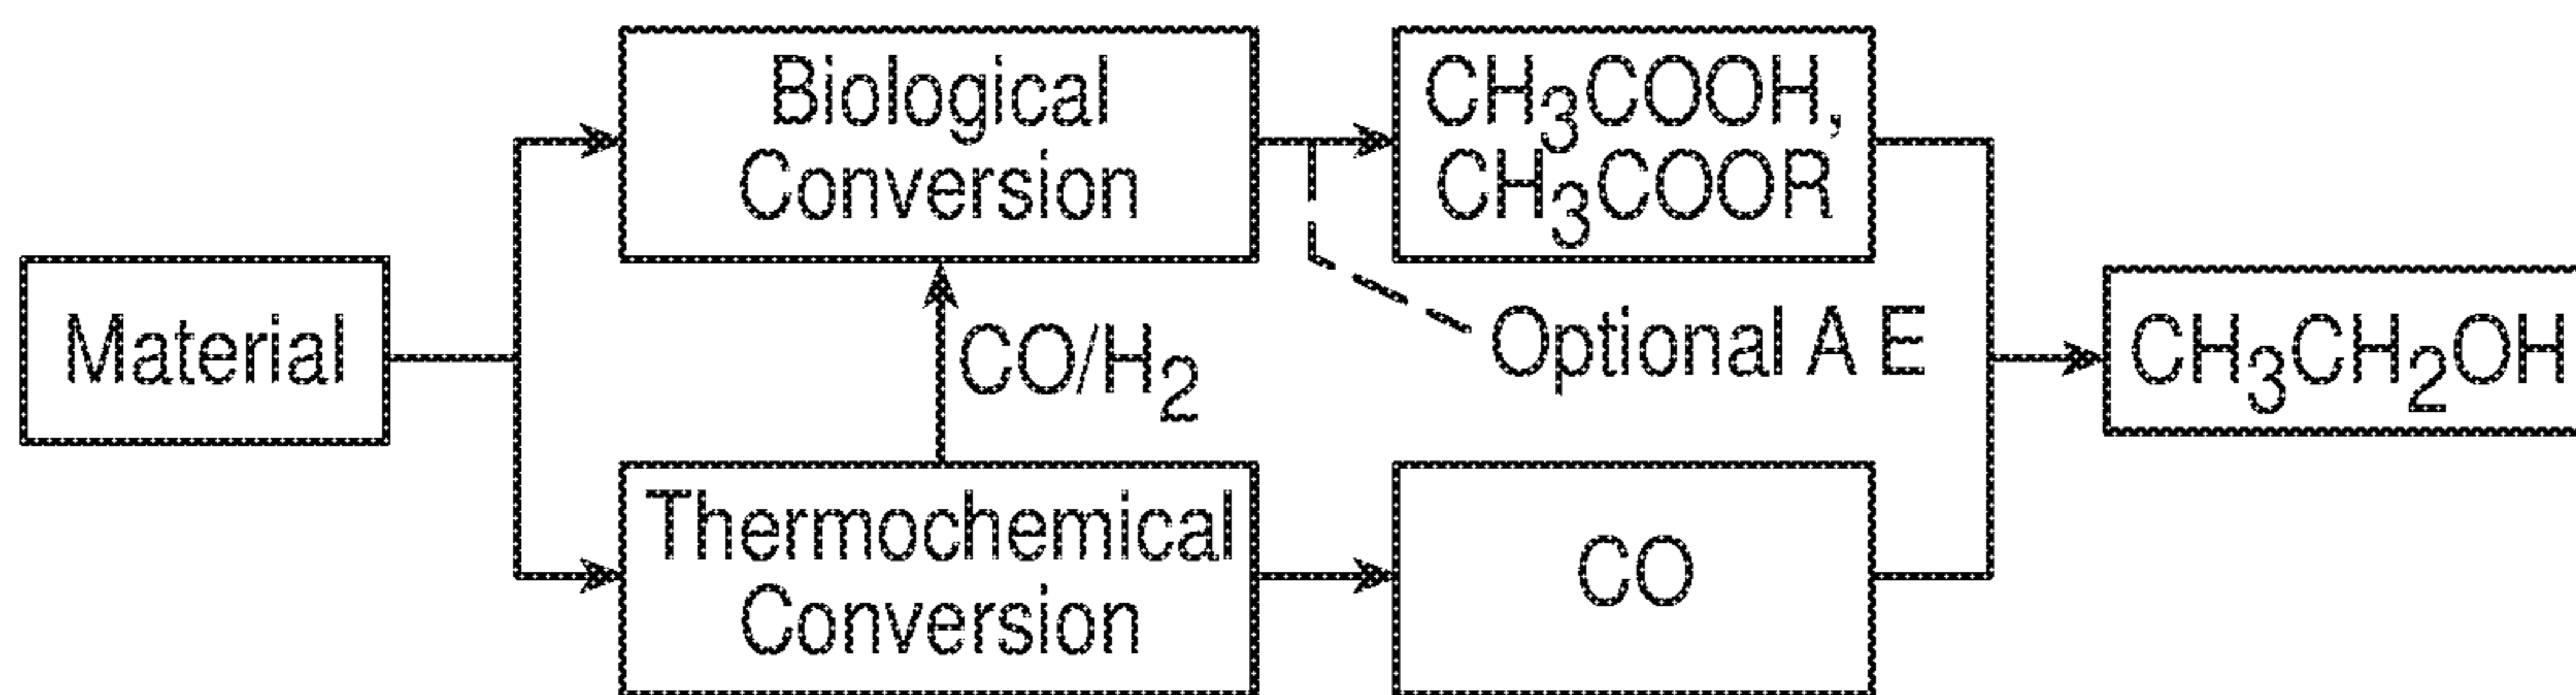 Material
Biological
Conversion
CO/H2
Thermochemical
Conversion
CH3COOH,
CH3COOR
Optional A E
CO
CH3CH2OH